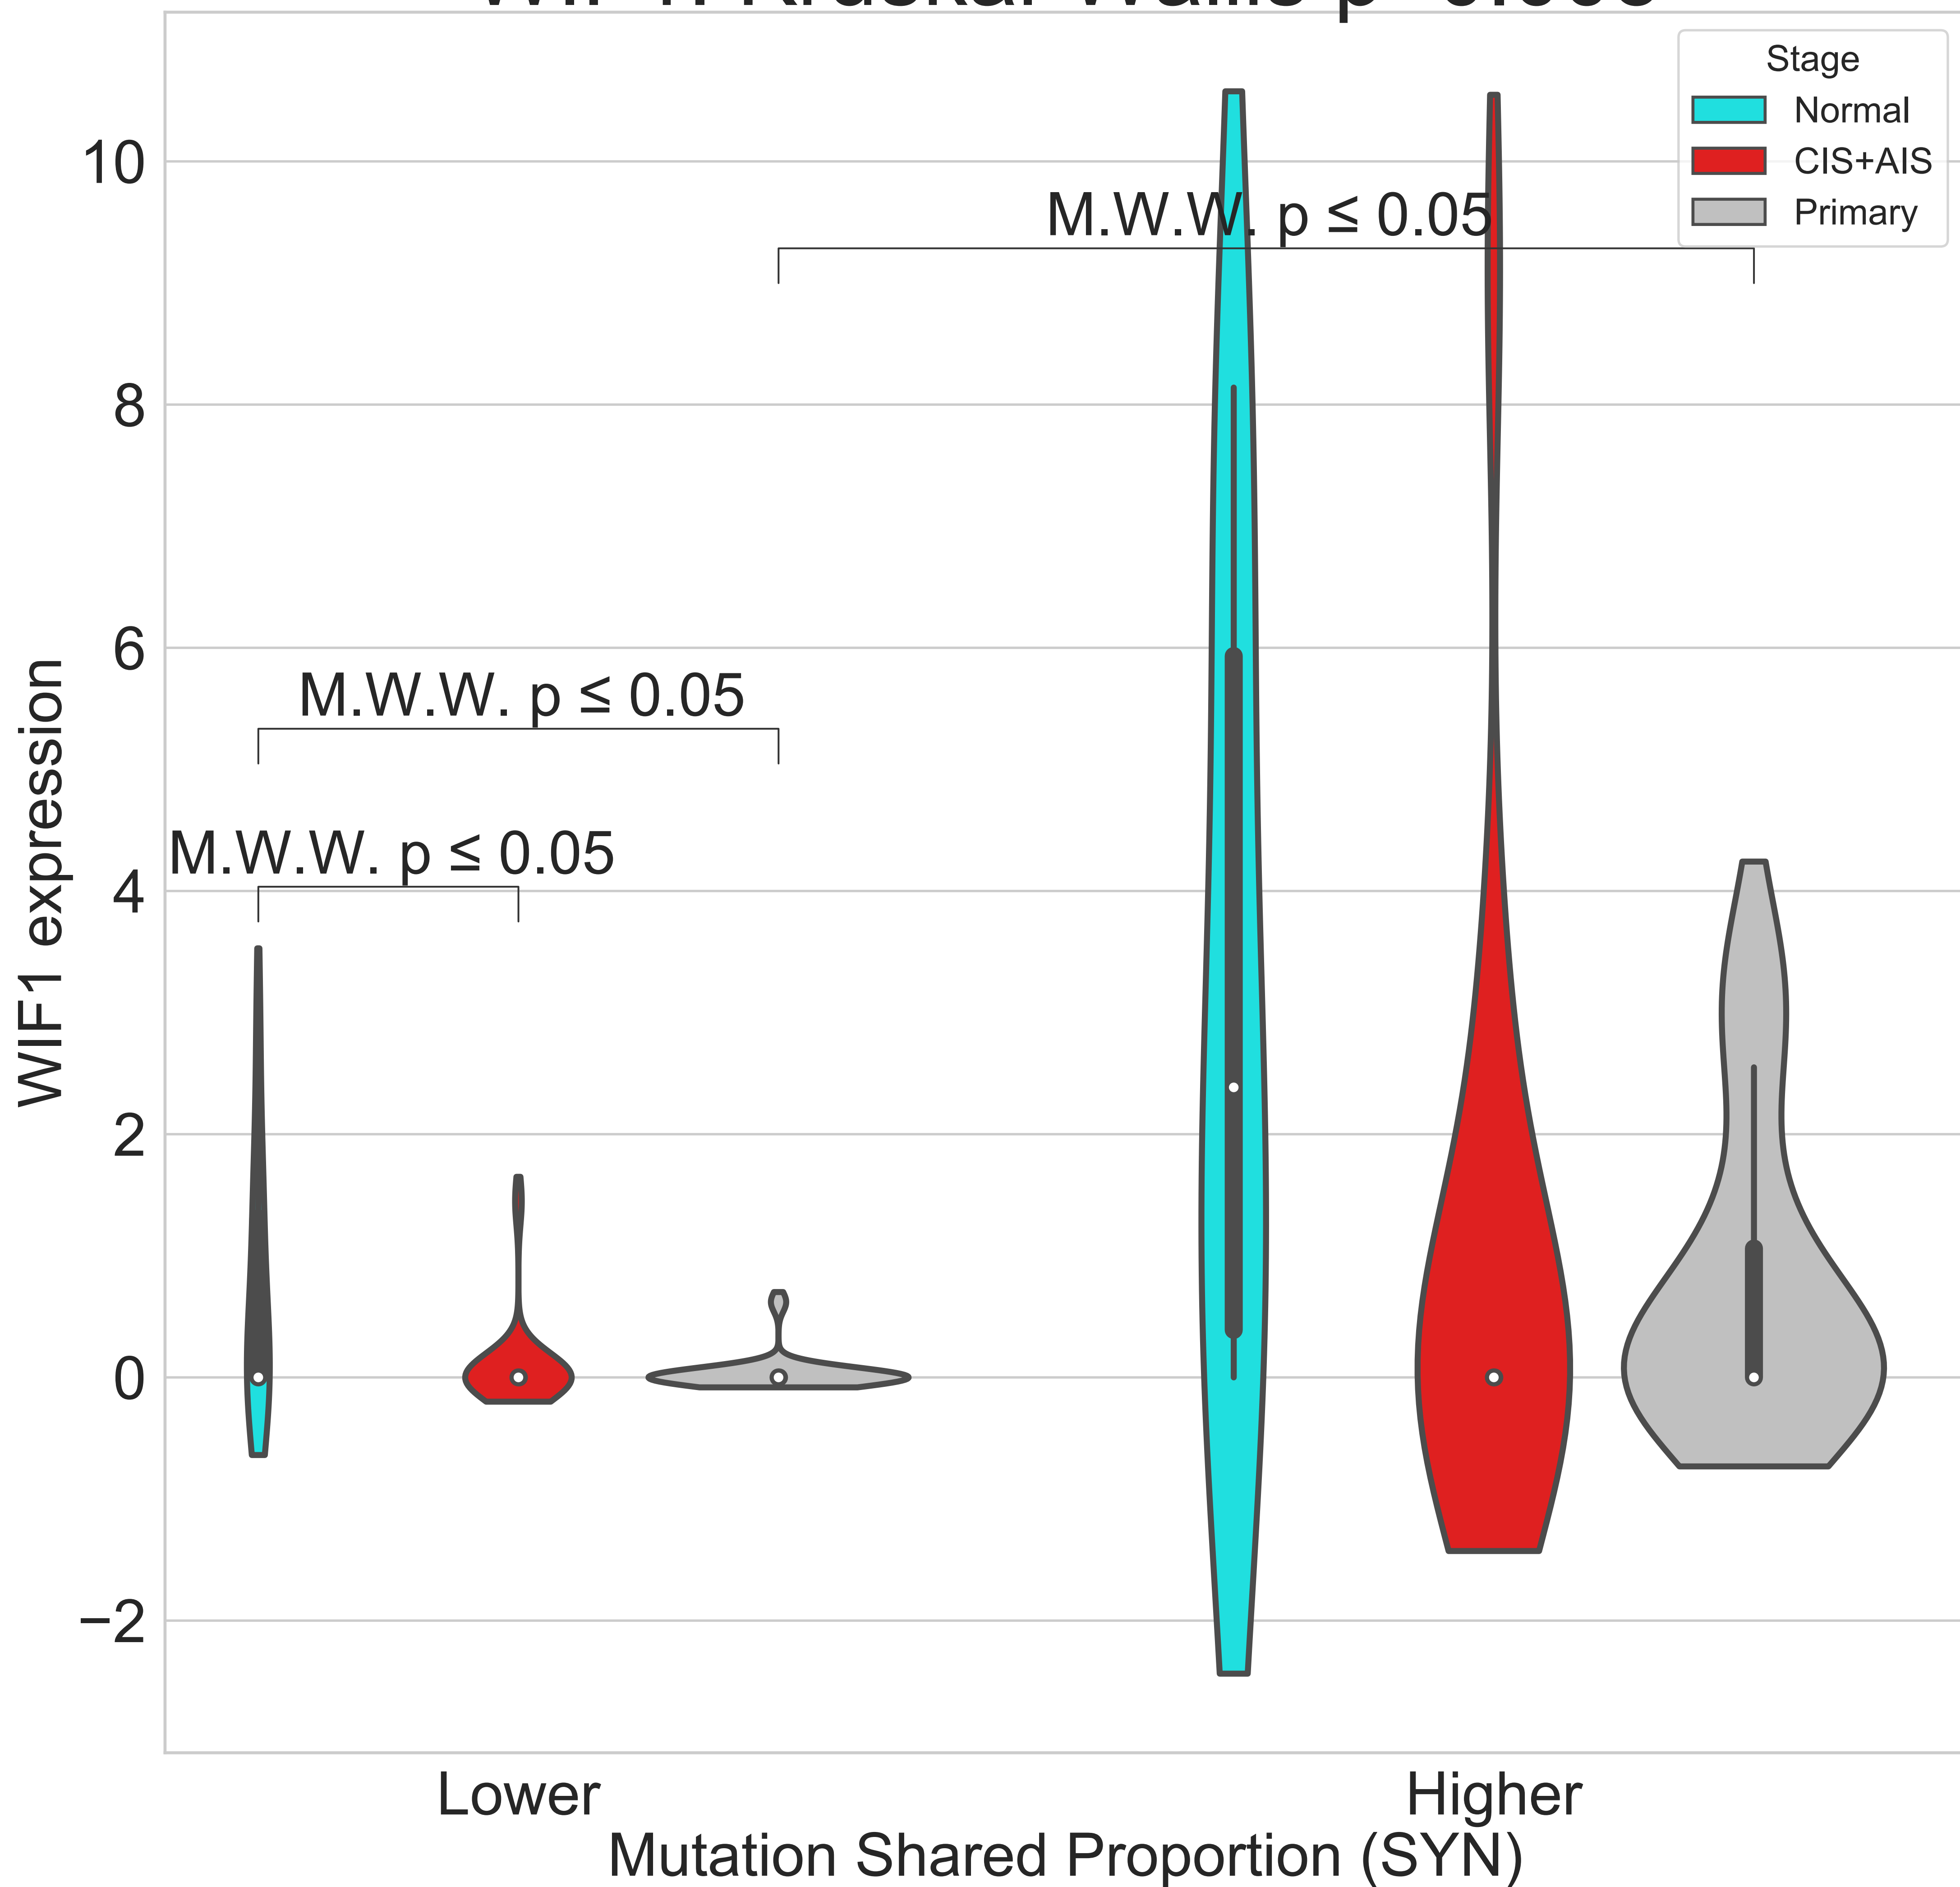 Stage
Normal
CIS+AIS
Primary
10
8
6
4
2
0
−2
WIF1 expression
M.W.W. p ≤ 0.05
M.W.W. p ≤ 0.05
M.W.W. p ≤ 0.05
Lower
Higher
Mutation Shared Proportion (SYN)